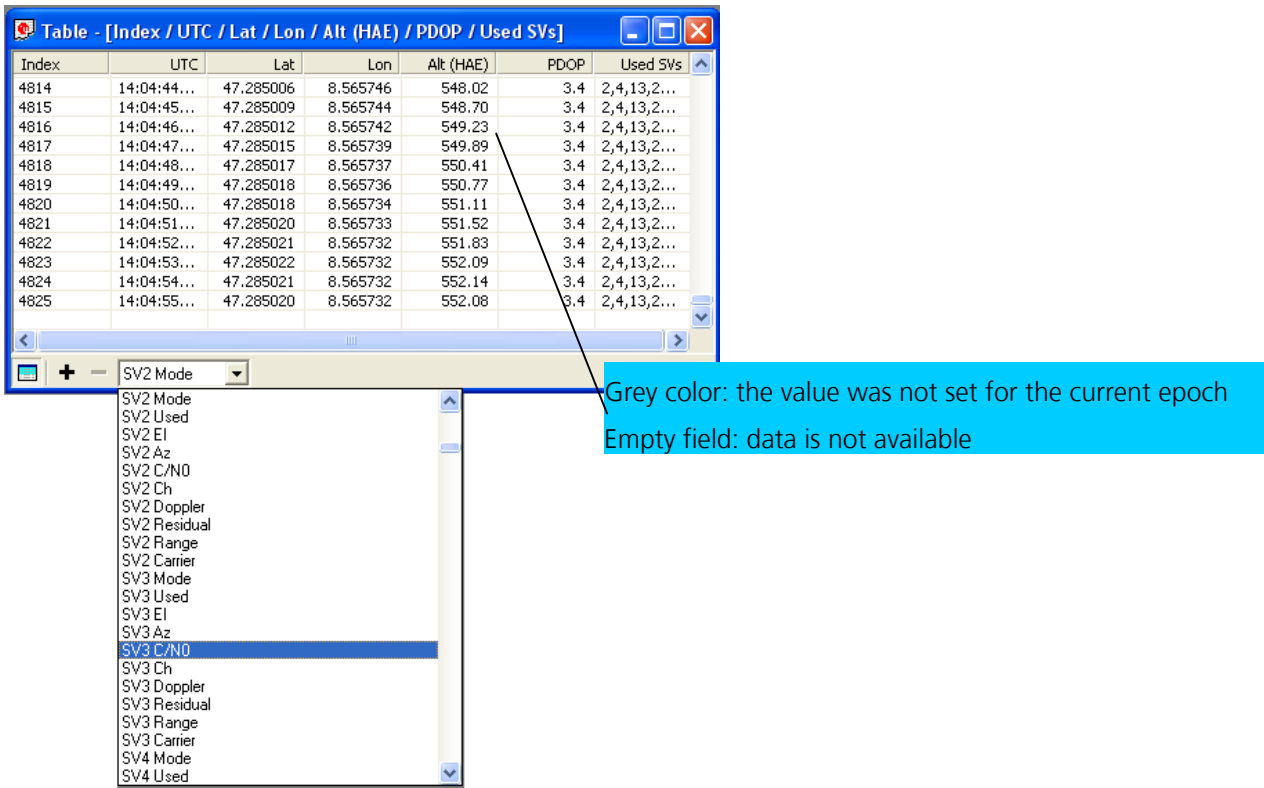 Table - [Index / UTC / Lat / Lon / Alt (HAE) / PDOP / Used SVs]
Index UTC Lat Lon Alt (HAE) PDOP Used SVs
4814 14:04:44... 47.285006 8.565746 548.02 3.4 2,4,13,2...
4815 14:04:45... 47.285009 8.565744 548.70 3.4 2,4,13,2...
4816 14:04:46... 47.285012 8.565742 549.23 3.4 2,4,13,2...
4817 14:04:47... 47.285015 8.565739 549.89 3.4 2,4,13,2...
4818 14:04:48... 47.285017 8.565737 550.41 3.4 2,4,13,2...
4819 14:04:49... 47.285018 8.565736 550.77 3.4 2,4,13,2...
4820 14:04:50... 47.285018 8.565734 551.11 3.4 2,4,13,2...
4821 14:04:51... 47.285020 8.565733 551.52 3.4 2,4,13,2...
4822 14:04:52... 47.285021 8.565732 551.83 3.4 2,4,13,2...
4823 14:04:53... 47.285022 8.565732 552.09 3.4 2,4,13,2...
4824 14:04:54... 47.285021 8.565732 552.14 3.4 2,4,13,2...
4825 14:04:55... 47.285020 8.565732 552.08 3.4 2,4,13,2...
SV2 Mode
Grey color: the value was not set for the current epoch
Empty field: data is not available
SV2 Mode
SV2 Used
SV2 El
SV2 Az
SV2 C/N0
SV2 Ch
SV2 Doppler
SV2 Residual
SV2 Range
SV2 Carrier
SV3 Mode
SV3 Used
SV3 El
SV3 Az
SV3 C/N0
SV3 Ch
SV3 Doppler
SV3 Residual
SV3 Range
SV3 Carrier
SV4 Mode
SV4 Used